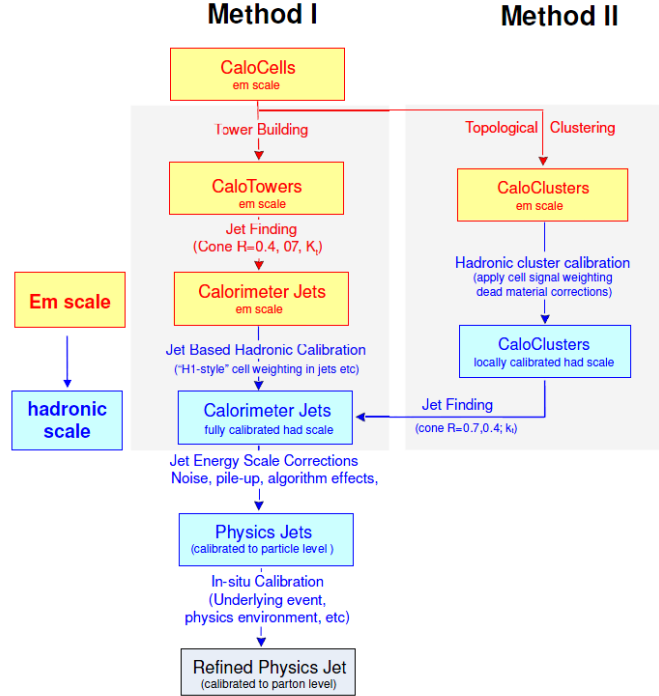 Method I
Method II
CaloCells
em scale
Tower Building
Topological Clustering
CaloTowers
em scale
CaloClusters
em scale
Jet Finding
(Cone R=0.4, 07, Kt)
Hadronic cluster calibration
(apply cell signal weighting
dead material corrections)
Em scale
Calorimeter Jets
em scale
CaloClusters
locally calibrated had scale
Jet Based Hadronic Calibration
("H1-style" cell weighting in jets etc)
hadronic
scale
Calorimeter Jets
fully calibrated had scale
Jet Finding
(cone R=0.7,0.4; kt)
Jet Energy Scale Corrections
Noise, pile-up, algorithm effects,
Physics Jets
(calibrated to particle level )
In-situ Calibration
(Underlying event,
physics environment, etc)
Refined Physics Jet
(calibrated to parton level)